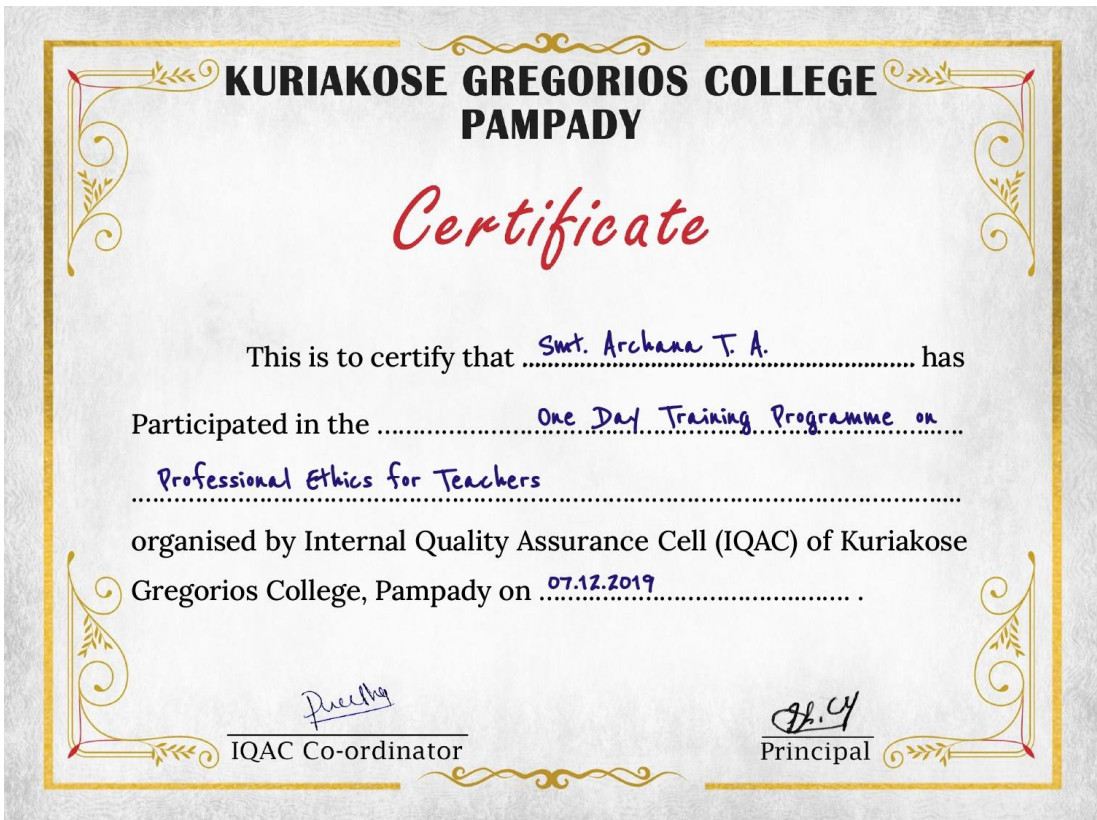 KURIAKOSE GREGORIOS COLLEGE
PAMPADY
Certificate
This is to certify that Smt. Archana T. A. has
Participated in the One Day Training Programme on
Professional Ethics for Teachers
organised by Internal Quality Assurance Cell (IQAC) of Kuriakose
Gregorios College, Pampady on 07.12.2019 .
IQAC Co-ordinator
Principal